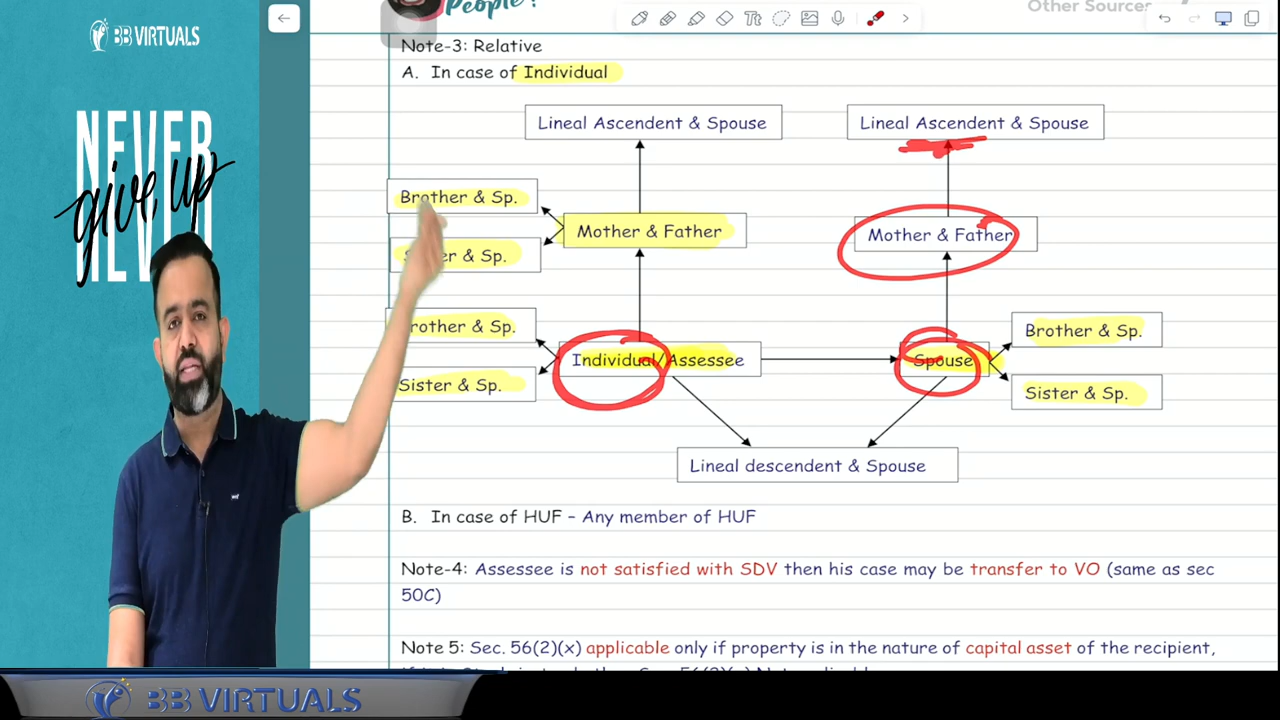 BB VIRTUALS
People?
Other Sources
NEVER
give up
NEVER
Note-3: Relative
A. In case of Individual
Lineal Ascendent & Spouse
Lineal Ascendent & Spouse
Brother & Sp.
Mother & Father
Mother & Father
& Sp.
Brother & Sp.
Individual/Assessee
Spouse
Brother & Sp.
Sister & Sp.
Sister & Sp.
Lineal descendent & Spouse
B. In case of HUF – Any member of HUF
Note-4: Assessee is not satisfied with SDV then his case may be transfer to VO (same as sec
50C)
Note 5: Sec. 56(2)(x) applicable only if property is in the nature of capital asset of the recipient,
BB VIRTUALS